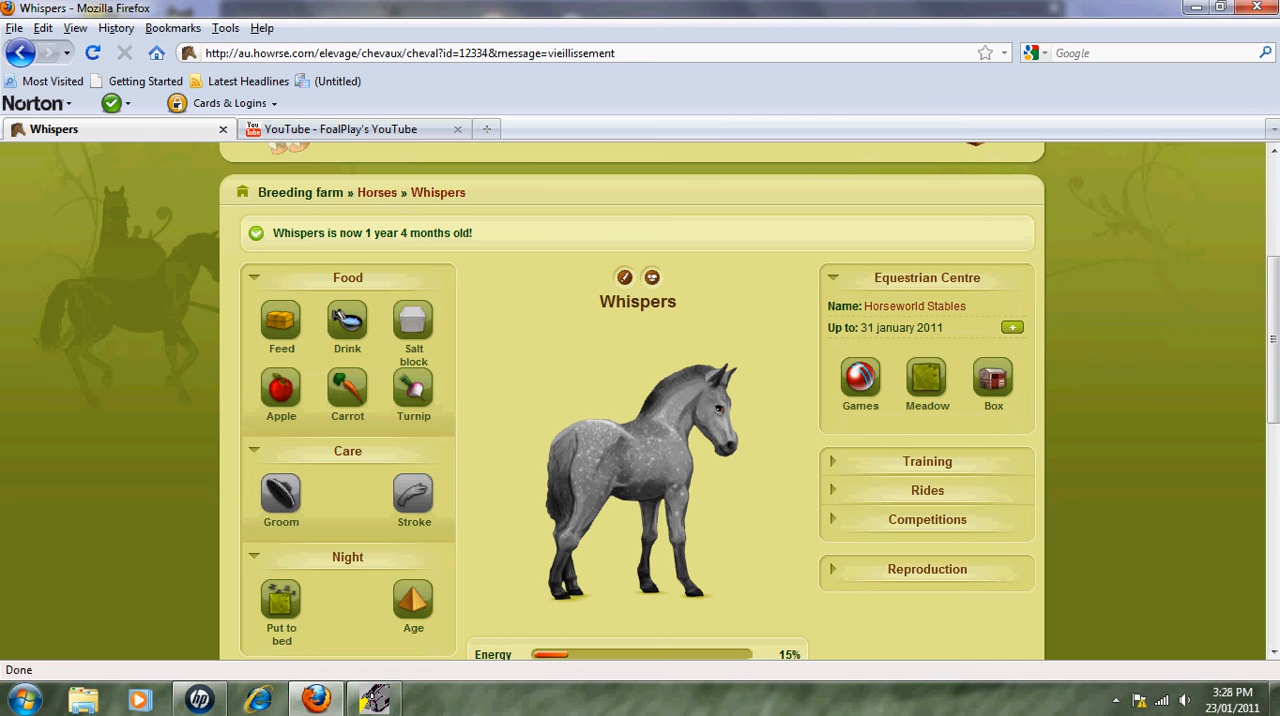 Whispers - Mozilla Firefox
File Edit View History Bookmarks Tools Help
http://au.howrse.com/elevage/chevaux/cheval?id=12334&message=vieillissement
Google
Most Visited Getting Started Latest Headlines (Untitled)
Norton Cards & Logins
Whispers
You Tube YouTube - FoalPlay's YouTube
Breeding farm » Horses » Whispers
Whispers is now 1 year 4 months old!
Food
Feed Drink Salt block
Apple Carrot Turnip
Care
Groom Stroke
Night
Put to bed Age
Whispers
Energy 15%
Equestrian Centre
Name: Horseworld Stables
Up to: 31 january 2011
Games Meadow Box
Training
Rides
Competitions
Reproduction
Done
hp
3:28 PM
23/01/2011